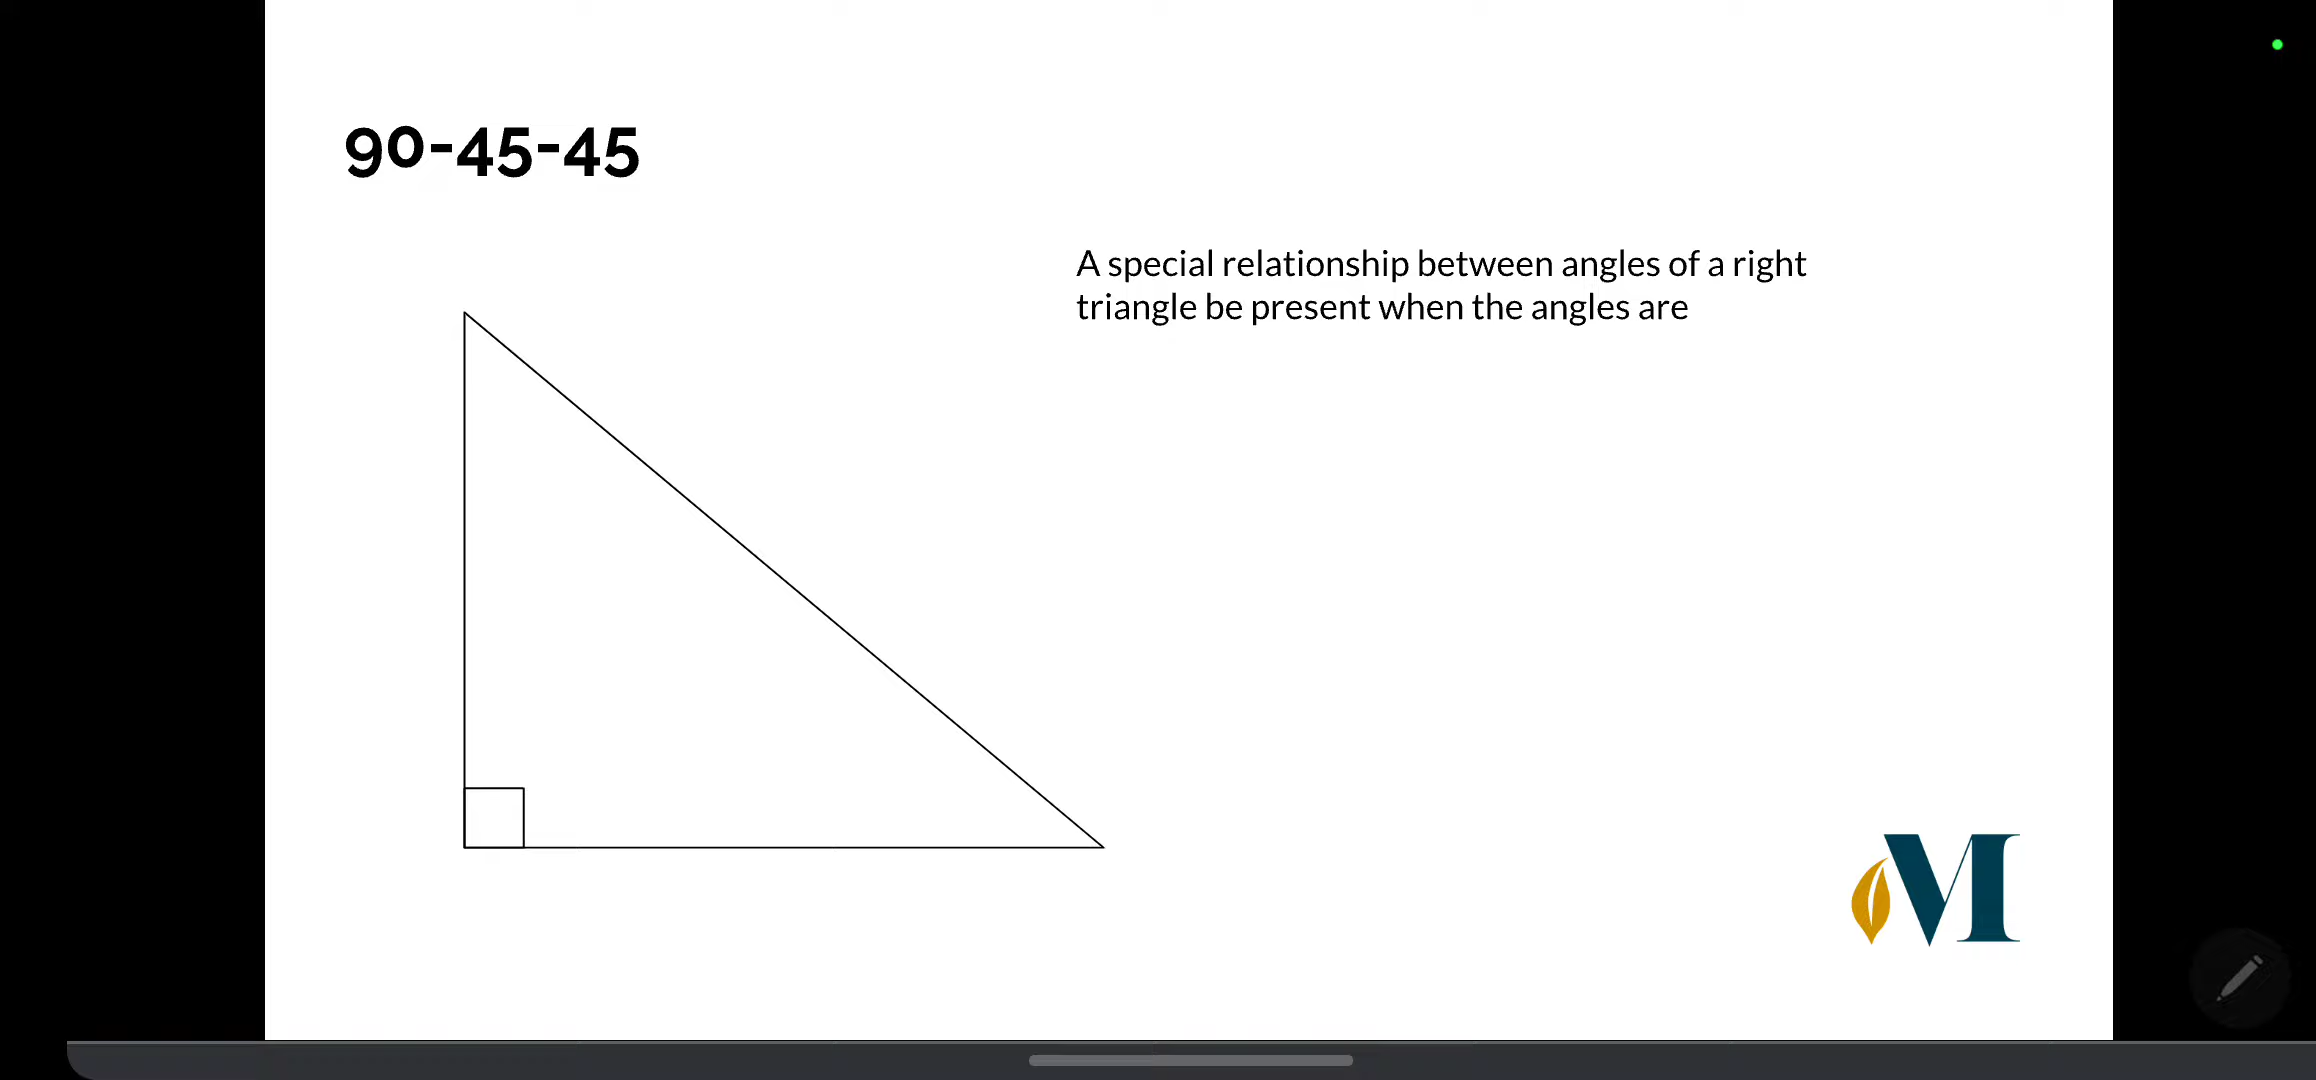 90-45-45
A special relationship between angles of a right
triangle be present when the angles are
M